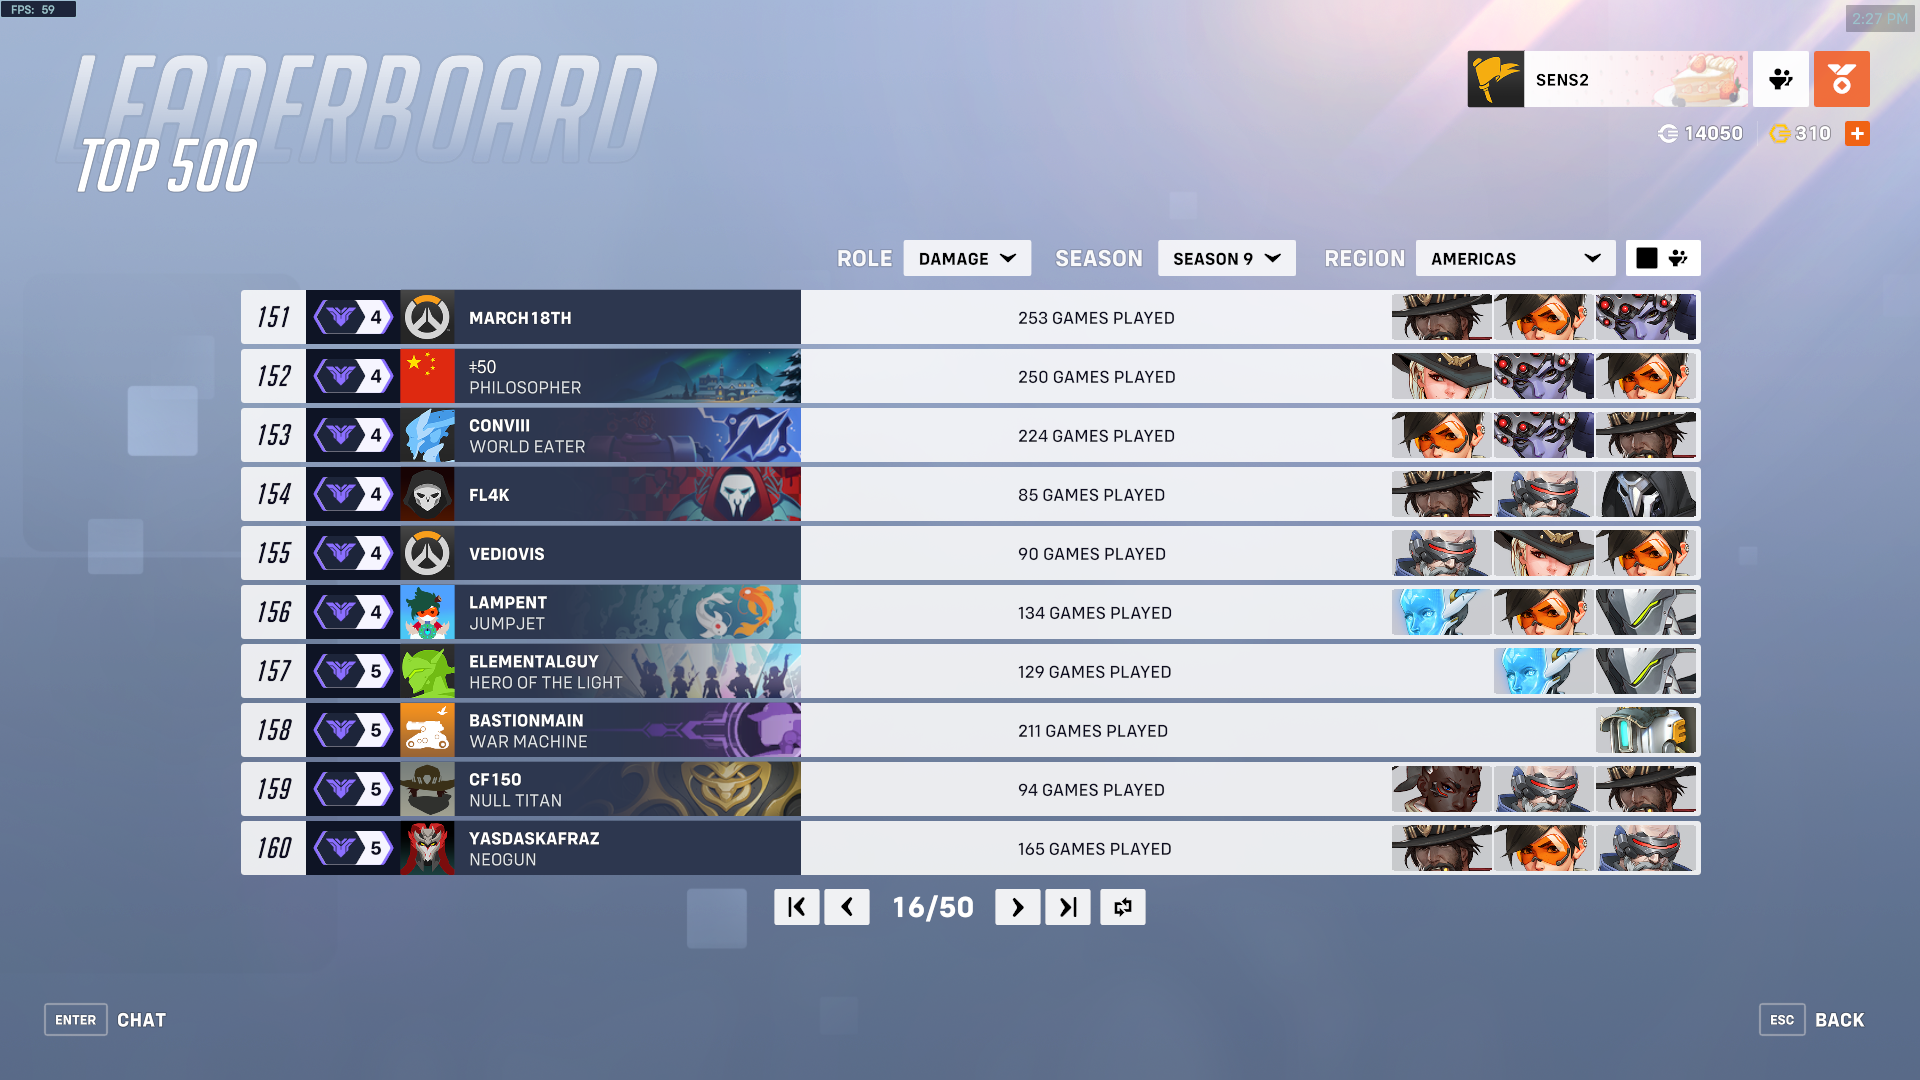 FPS: 59
2:27 PM
LEADERBOARD
TOP 500
SENS2
14050
310
ROLE DAMAGE SEASON SEASON 9 REGION AMERICAS
151 4 MARCH18TH 253 GAMES PLAYED
152 4 ǂ50 250 GAMES PLAYED
PHILOSOPHER
153 4 CONVIII 224 GAMES PLAYED
WORLD EATER
154 4 FL4K 85 GAMES PLAYED
155 4 VEDIOVIS 90 GAMES PLAYED
156 4 LAMPENT 134 GAMES PLAYED
JUMPJET
157 5 ELEMENTALGUY 129 GAMES PLAYED
HERO OF THE LIGHT
158 5 BASTIONMAIN 211 GAMES PLAYED
WAR MACHINE
159 5 CF150 94 GAMES PLAYED
NULL TITAN
160 5 YASDASKAFRAZ 165 GAMES PLAYED
NEOGUN
16/50
ENTER CHAT
ESC BACK